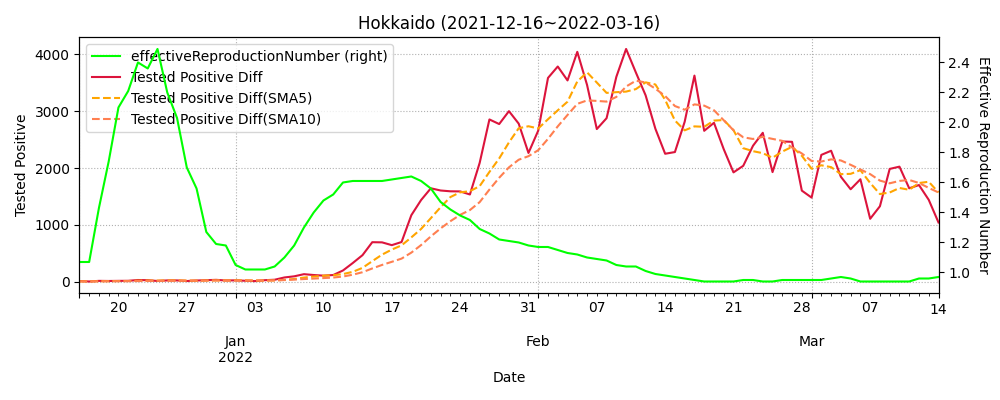 Hokkaido (2021-12-16~2022-03-16)
effectiveReproductionNumber (right)
Tested Positive Diff
Tested Positive Diff(SMA5)
Tested Positive Diff(SMA10)
Tested Positive
4000
3000
2000
1000
0
Effective Reproduction Number
2.4
2.2
2.0
1.8
1.6
1.4
1.2
1.0
20 27 03 10 17 24 31 07 14 21 28 07 14
Jan Feb Mar
2022
Date